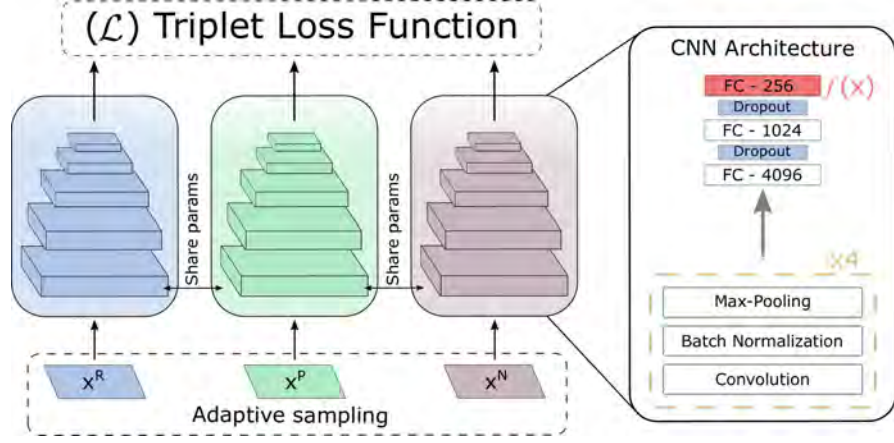 (ℒ) Triplet Loss Function
Share params
Share params
x^R
x^P
x^N
Adaptive sampling
CNN Architecture
FC - 256 / (x)
Dropout
FC - 1024
Dropout
FC - 4096
x4
Max-Pooling
Batch Normalization
Convolution